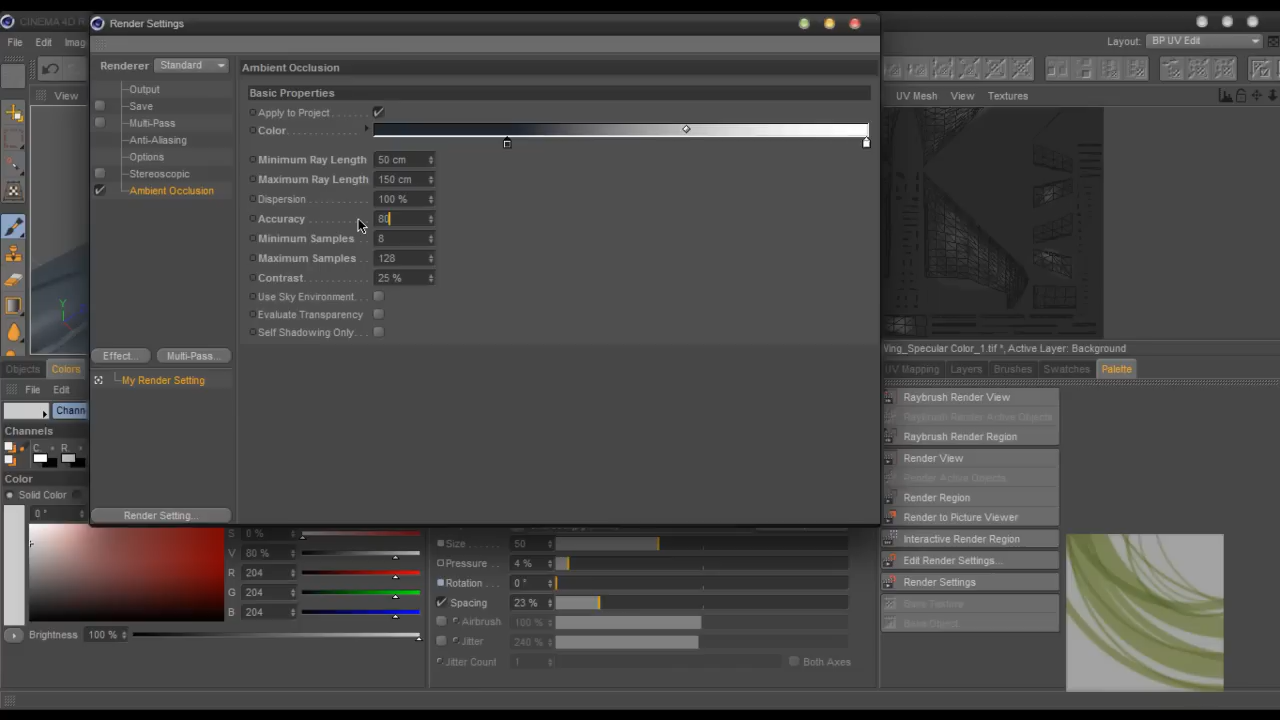 CINEMA 4D R
Render Settings
File
Edit
Imag
Layout:
BP UV Edit
Renderer
Standard
Ambient Occlusion
View
Output
Basic Properties
UV Mesh
View
Textures
Save
Apply to Project
Multi-Pass
Color
Anti-Aliasing
Options
Minimum Ray Length
50 cm
Stereoscopic
Maximum Ray Length
150 cm
Ambient Occlusion
Dispersion
100 %
Accuracy
80
Minimum Samples
8
Maximum Samples
128
Contrast
25 %
Use Sky Environment
Y
Evaluate Transparency
Self Shadowing Only
Wing_Specular Color_1.tif *, Active Layer: Background
Effect...
Multi-Pass...
Objects
Colors
UV Mapping
Layers
Brushes
Swatches
Palette
My Render Setting
File
Edit
Raybrush Render View
Chann
Raybrush Render Active Objects
Channels
Raybrush Render Region
C.
R.
Render View
Color
Render Active Objects
Solid Color
Render Region
0 °
Render Setting...
Render to Picture Viewer
S
0 %
Size
50
Interactive Render Region
V
80 %
Pressure
4 %
Edit Render Settings...
R
204
Rotation
0 °
Render Settings
G
204
Spacing
23 %
Bake Texture
B
204
Airbrush
100 %
Bake Object
Brightness
100 %
Jitter
240 %
Jitter Count
1
Both Axes